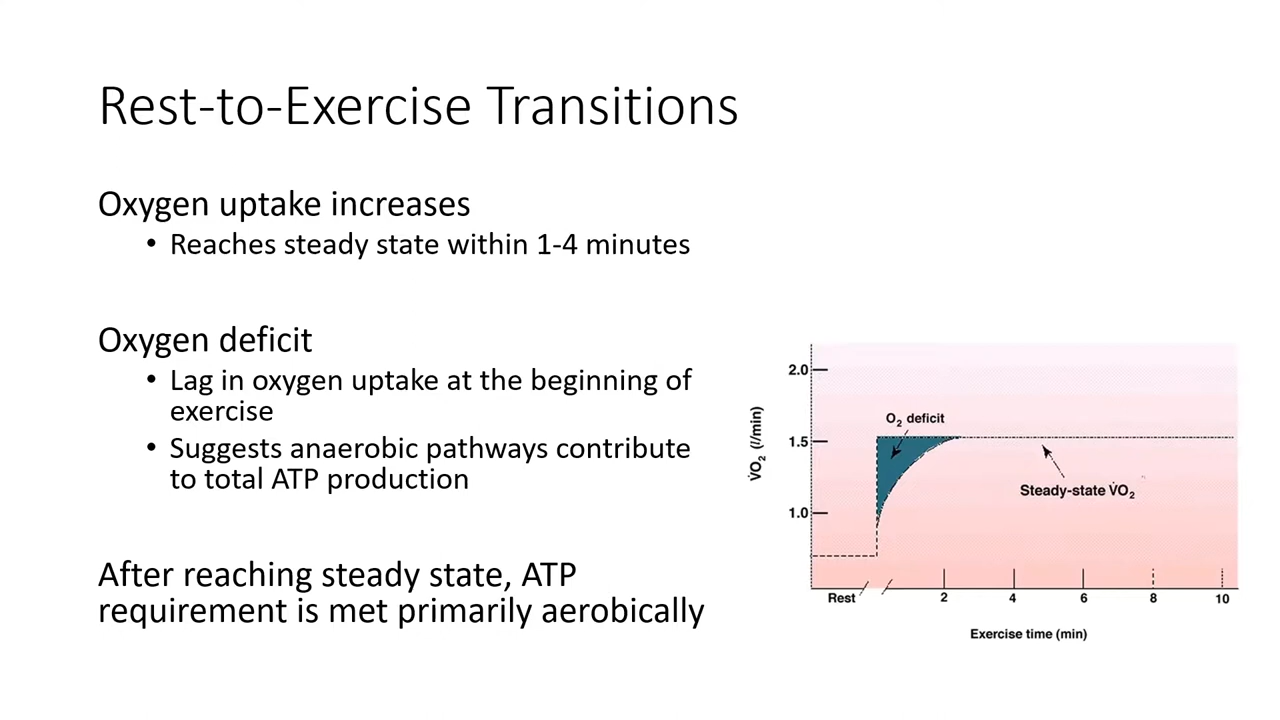 Rest-to-Exercise Transitions
Oxygen uptake increases
• Reaches steady state within 1-4 minutes
Oxygen deficit
• Lag in oxygen uptake at the beginning of
exercise
• Suggests anaerobic pathways contribute
to total ATP production
After reaching steady state, ATP
requirement is met primarily aerobically
2.0
1.5
1.0
V̇O₂ (l/min)
O₂ deficit
Steady-state V̇O₂
Rest 2 4 6 8 10
Exercise time (min)